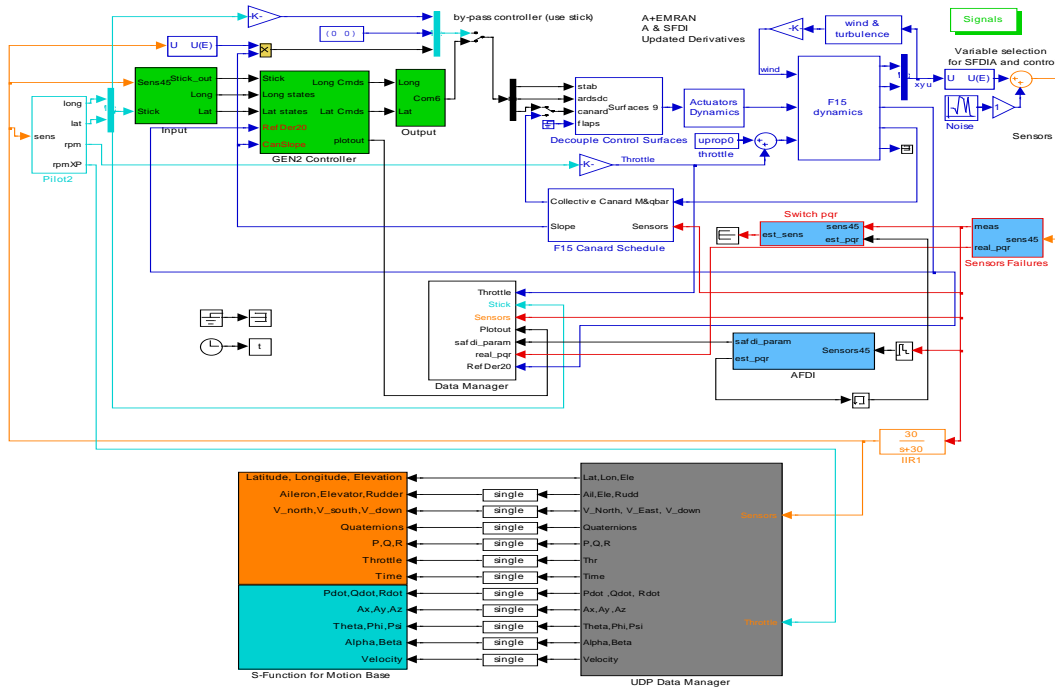 -K-
by-pass controller (use stick)
A+EMRAN
A & SFDI
Updated Derivatives
-K-
wind &
turbulence
Signals
(0 0)
U U(E)
wind
Variable selection
for SFDIA and contro
Sens45
Stick
Stick_out
Long
Lat
Input
Stick
Long states
Lat states
RefDer20
CanSlope
Long Cmds
Lat Cmds
plotout
GEN2 Controller
Long
Lat
Com6
Output
stab
ardsdc
canard
flaps
Surfaces 9
Decouple Control Surfaces
Actuators
Dynamics
F15
dynamics
x y u
U U(E)
Noise
1
Sensors
sens
long
lat
rpm
rpmXP
Pilot2
uprop0
throttle
-K-
Throttle
Collective Canard M&qbar
Slope Sensors
F15 Canard Schedule
Switch pqr
est_sens
sens45
est_pqr
meas
sens45
real_pqr
Sensors Failures
t
Throttle
Stick
Sensors
Plotout
safdi_param
real_pqr
RefDer20
Data Manager
safdi_param
est_pqr
Sensors45
AFDI
30
s+30
IIR1
Latitude, Longitude, Elevation
Aileron,Elevator,Rudder
V_north,V_south,V_down
Quaternions
P,Q,R
Throttle
Time
Pdot,Qdot,Rdot
Ax,Ay,Az
Theta,Phi,Psi
Alpha,Beta
Velocity
S-Function for Motion Base
single
single
single
single
single
single
single
single
single
single
single
Lat,Lon,Ele
Ail,Ele,Rudd
V_North, V_East, V_down
Quaternions
P,Q,R
Thr
Time
Pdot ,Qdot, Rdot
Ax,Ay,Az
Theta,Phi,Psi
Alpha,Beta
Velocity
Sensors
Throttle
UDP Data Manager